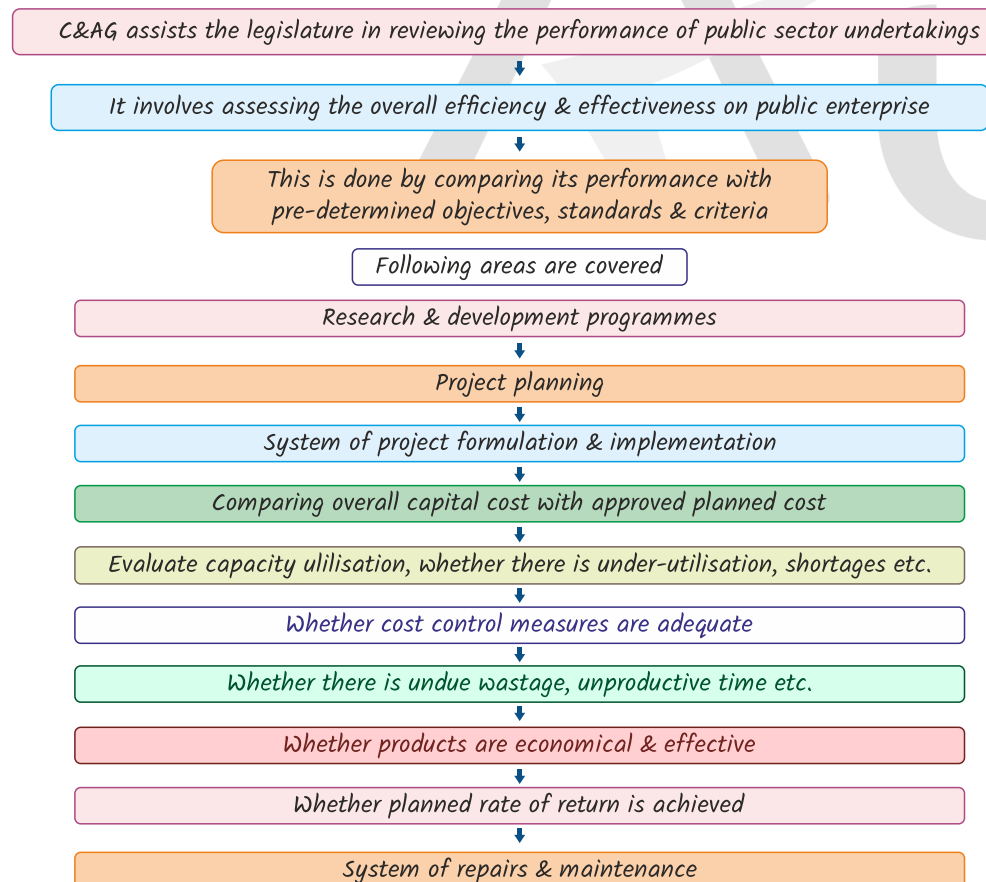 C&AG assists the legislature in reviewing the performance of public sector undertakings
It involves assessing the overall efficiency & effectiveness on public enterprise
This is done by comparing its performance with
pre-determined objectives, standards & criteria
Following areas are covered
Research & development programmes
Project planning
System of project formulation & implementation
Comparing overall capital cost with approved planned cost
Evaluate capacity ulilisation, whether there is under-utilisation, shortages etc.
Whether cost control measures are adequate
Whether there is undue wastage, unproductive time etc.
Whether products are economical & effective
Whether planned rate of return is achieved
System of repairs & maintenance